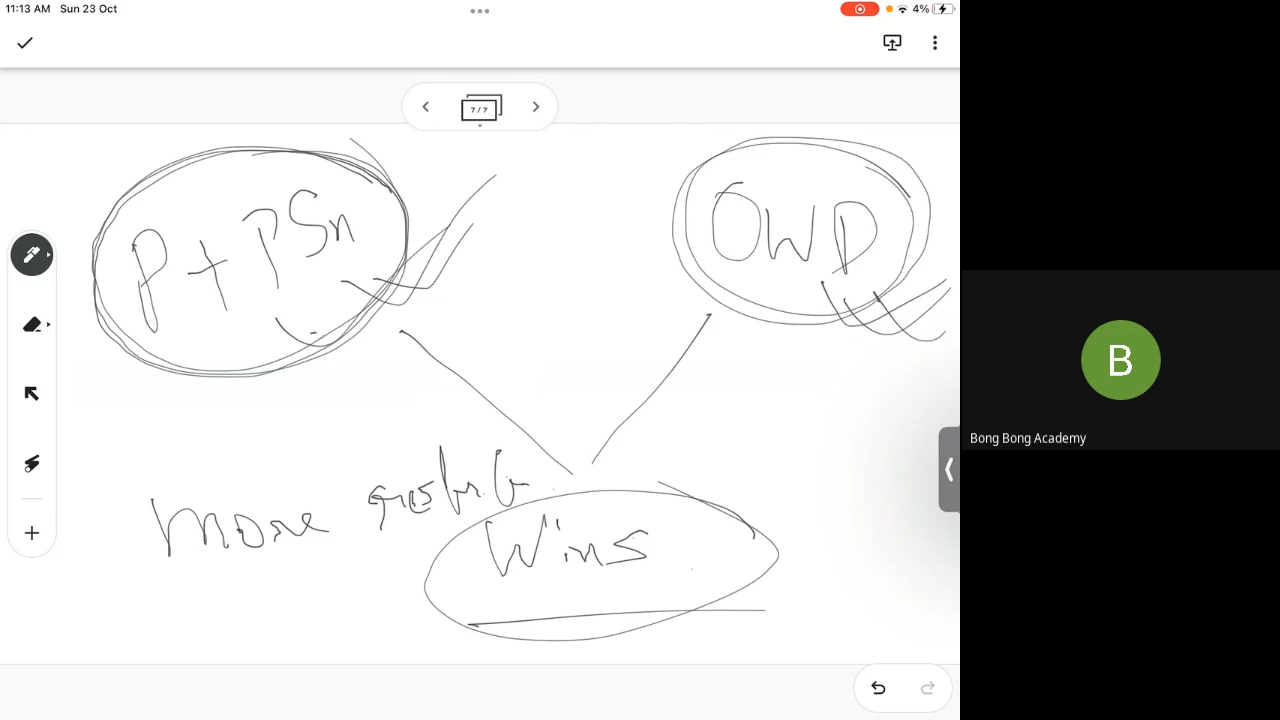 11:13 AM Sun 23 Oct
4%
7/7
P + PSn
OWD
more
Wins
B
Bong Bong Academy